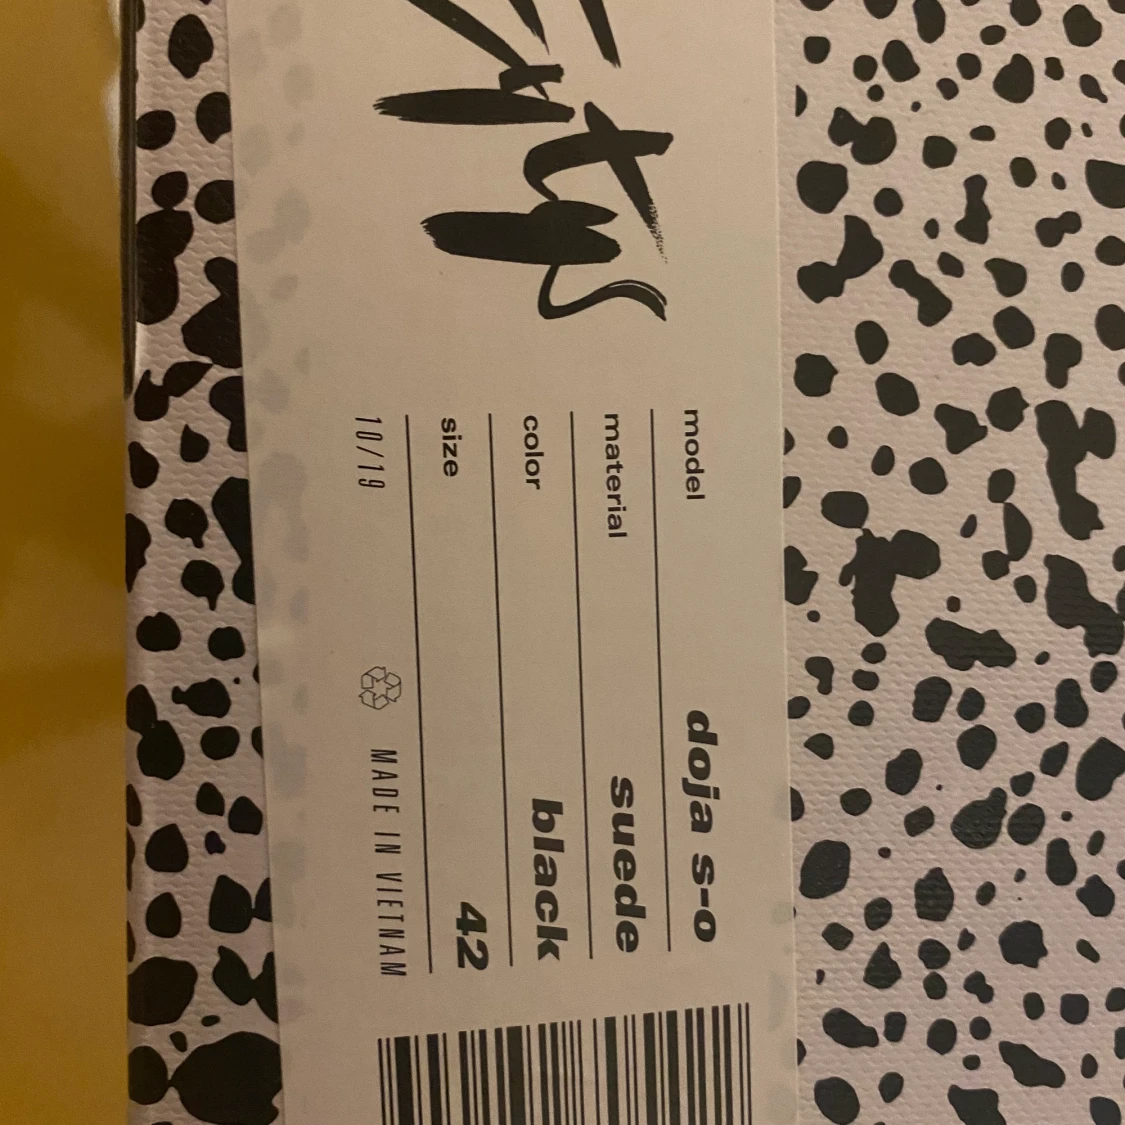 model doja s-o
material suede
color black
size 42
10/19 MADE IN VIETNAM